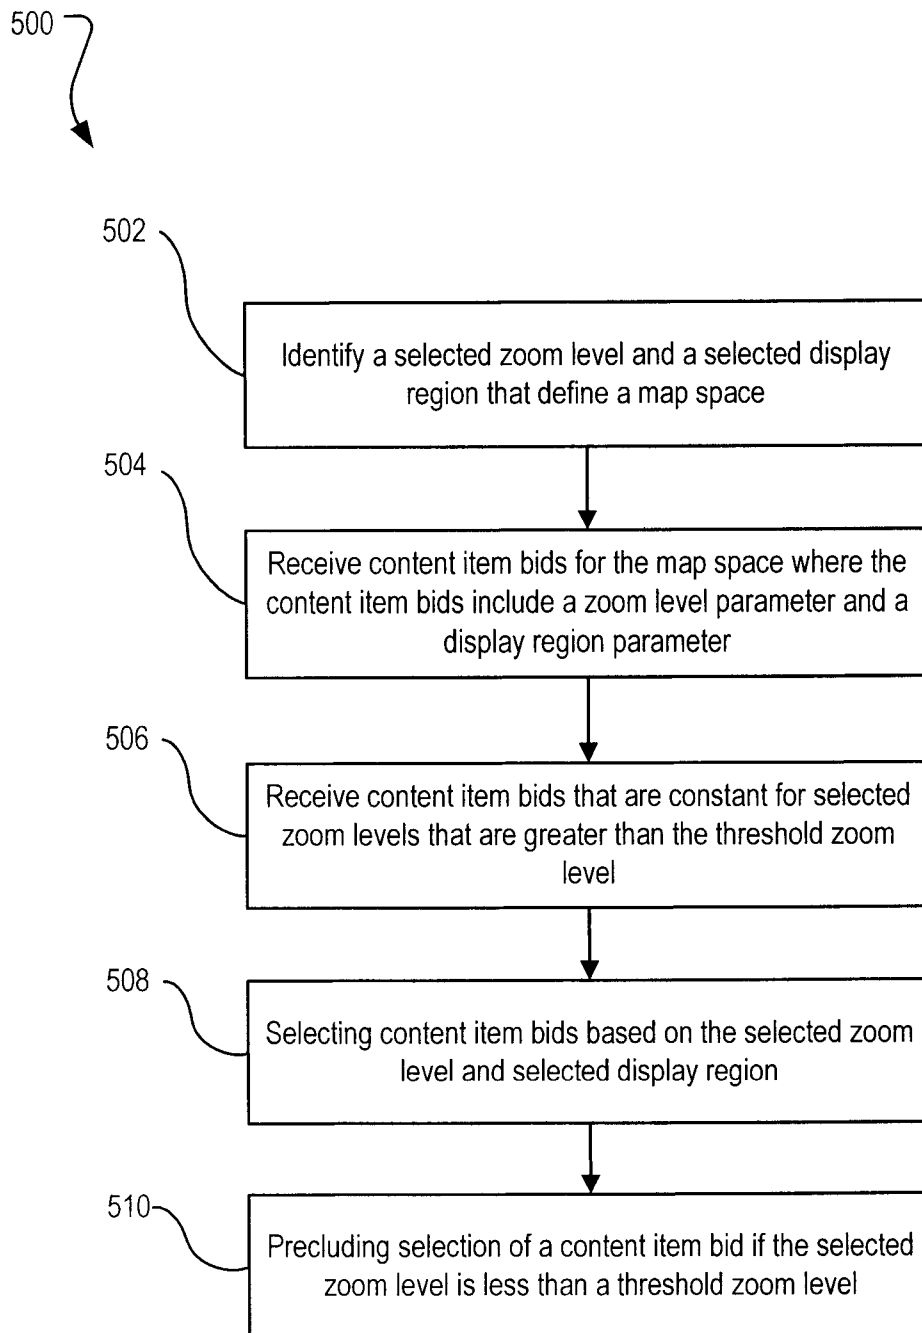 500
502
Identify a selected zoom level and a selected display
region that define a map space
504
Receive content item bids for the map space where the
content item bids include a zoom level parameter and a
display region parameter
506
Receive content item bids that are constant for selected
zoom levels that are greater than the threshold zoom
level
508
Selecting content item bids based on the selected zoom
level and selected display region
510
Precluding selection of a content item bid if the selected
zoom level is less than a threshold zoom level